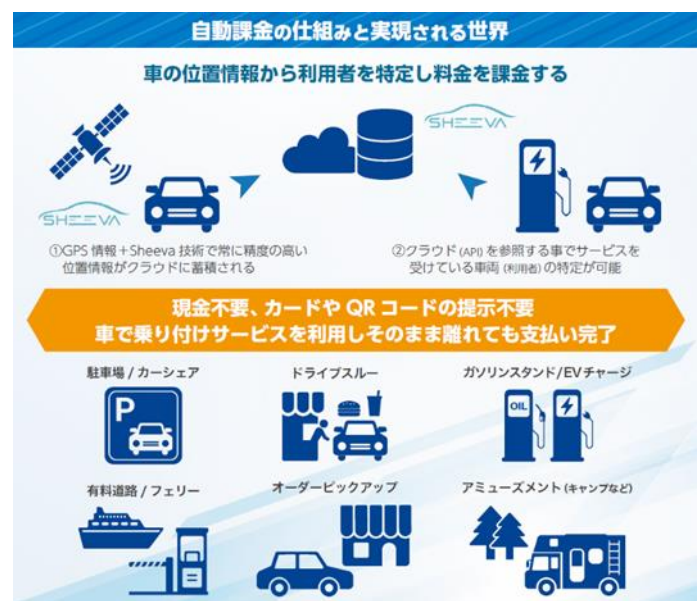 自動課金の仕組みと実現される世界
車の位置情報から利用者を特定し料金を課金する
SHEEVA
SHEEVA
①GPS 情報＋Sheeva 技術で常に精度の高い
位置情報がクラウドに蓄積される
②クラウド (API) を参照する事でサービスを
受けている車両 (利用者) の特定が可能
現金不要、カードや QR コードの提示不要
車で乗り付けサービスを利用しそのまま離れても支払い完了
駐車場 / カーシェア
ドライブスルー
ガソリンスタンド/EVチャージ
P
OIL
有料道路 / フェリー
オーダーピックアップ
アミューズメント (キャンプなど)